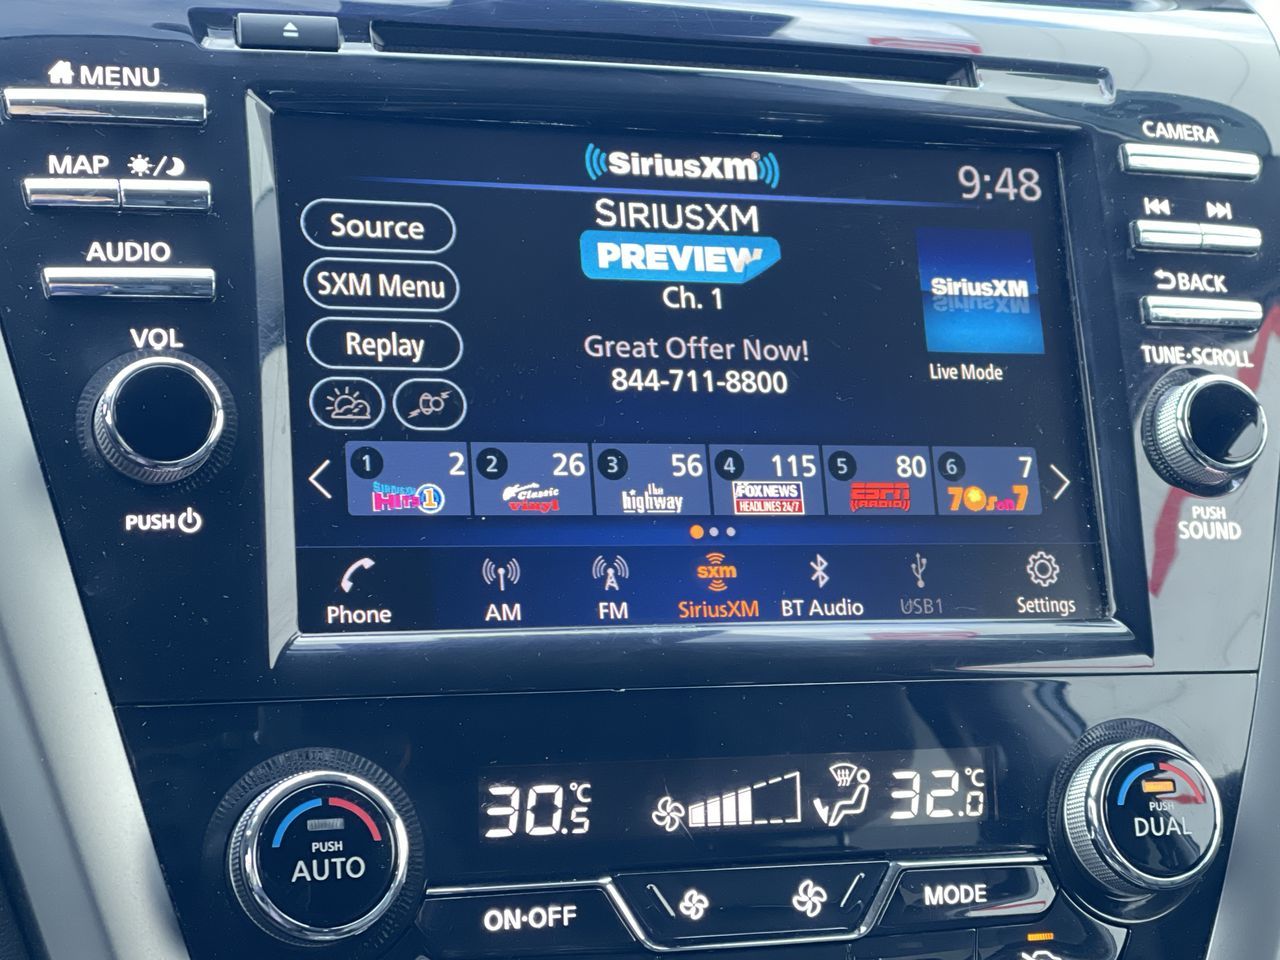 MENU
MAP
AUDIO
VOL
PUSH
CAMERA
BACK
TUNE·SCROLL
PUSH
SOUND
SiriusXM
9:48
Source
SXM Menu
Replay
SIRIUSXM
PREVIEW
Ch. 1
Great Offer Now!
844-711-8800
SiriusXM
Live Mode
1 2
SIRIUSXM HITS 1
2 26
Classic vinyl
3 56
the highway
4 115
FOX NEWS
HEADLINES 24/7
5 80
ESPN
RADIO
6 7
70s on 7
Phone
AM
FM
sxm
SiriusXM
BT Audio
USB1
Settings
30.5°C
32.0°C
PUSH
AUTO
PUSH
DUAL
ON·OFF
MODE